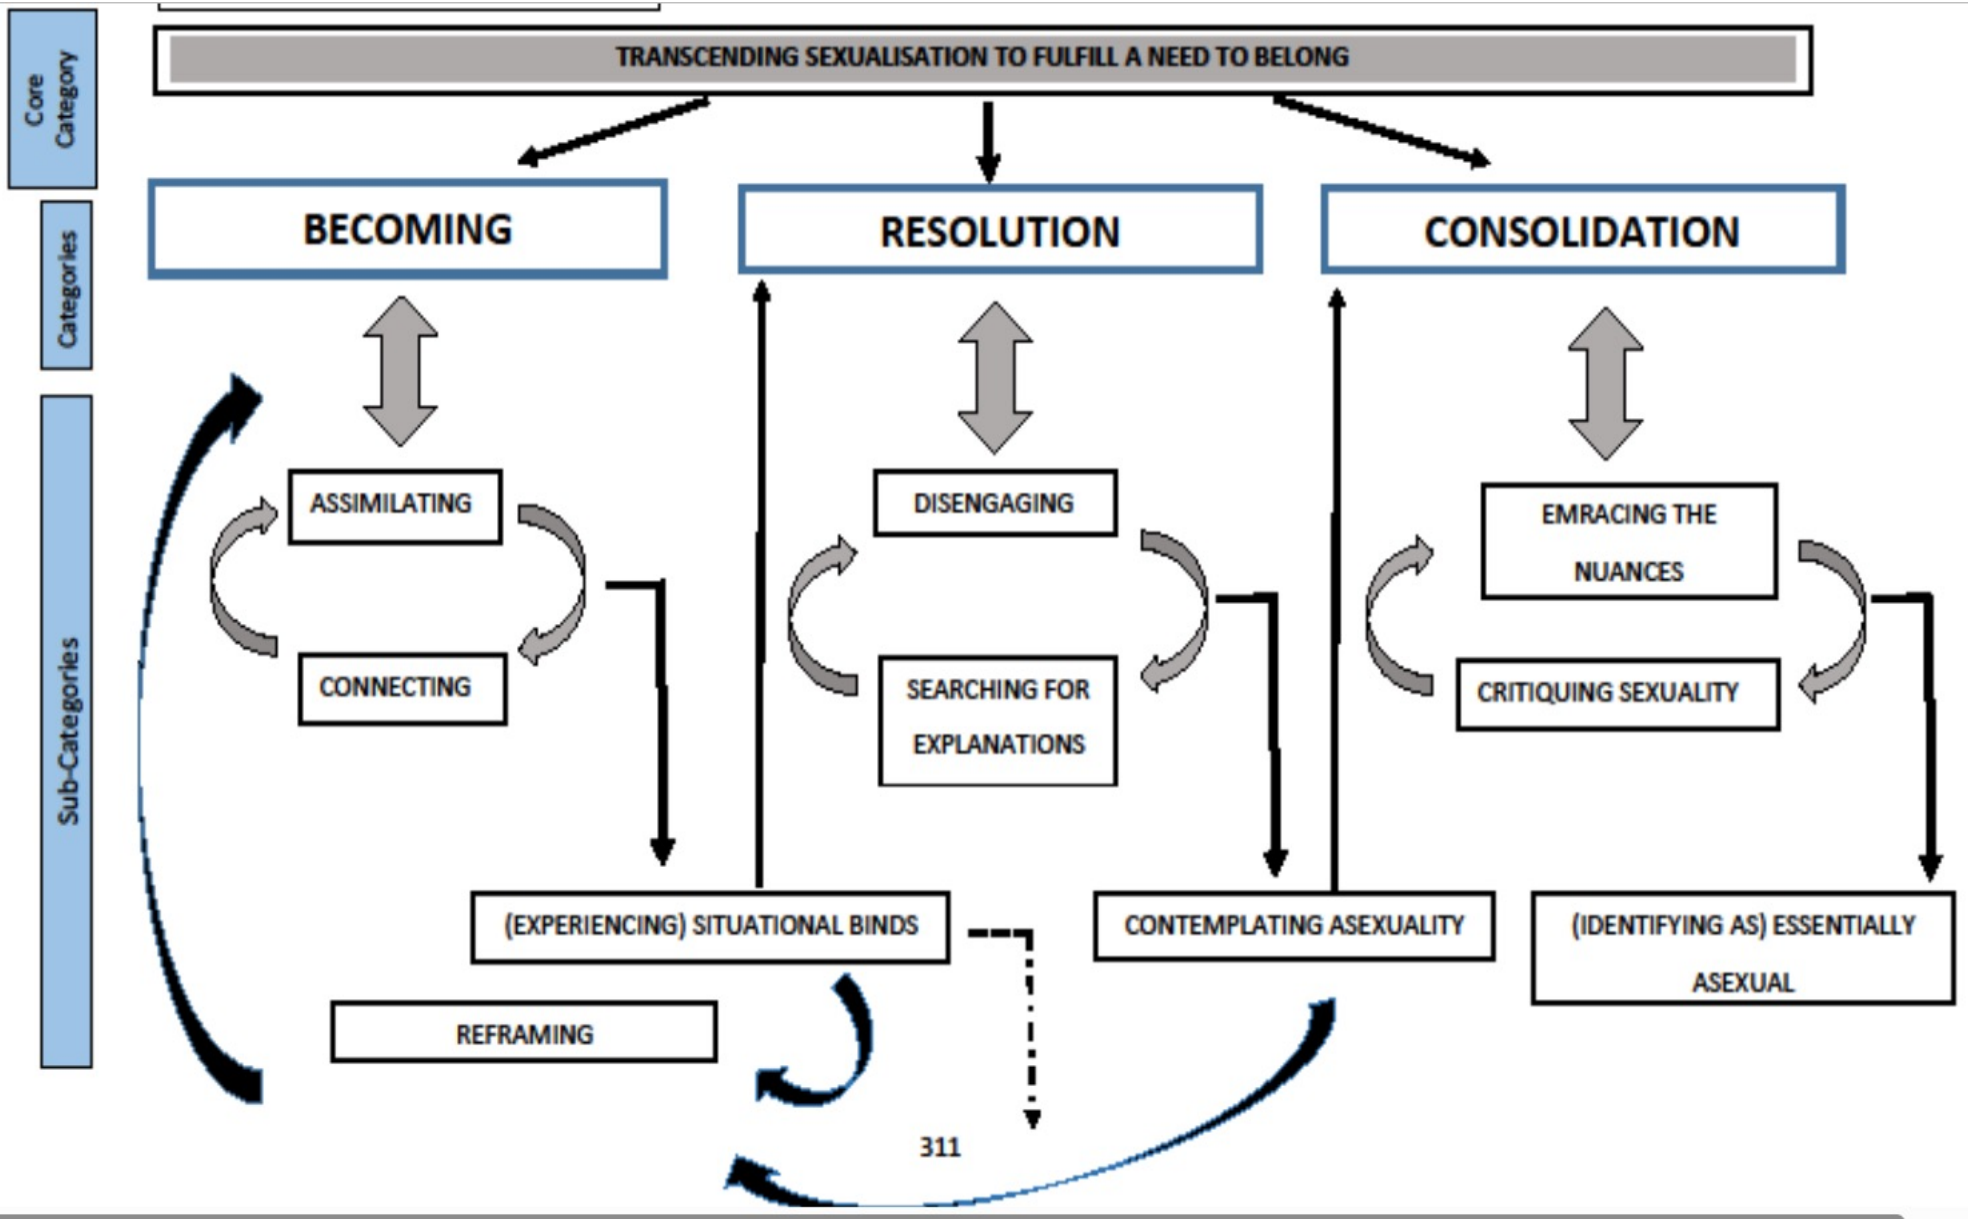 Core
Category
TRANSCENDING SEXUALISATION TO FULFILL A NEED TO BELONG
Categories
BECOMING
RESOLUTION
CONSOLIDATION
Sub-Categories
ASSIMILATING
CONNECTING
DISENGAGING
SEARCHING FOR
EXPLANATIONS
EMRACING THE
NUANCES
CRITIQUING SEXUALITY
(EXPERIENCING) SITUATIONAL BINDS
CONTEMPLATING ASEXUALITY
(IDENTIFYING AS) ESSENTIALLY
ASEXUAL
REFRAMING
311